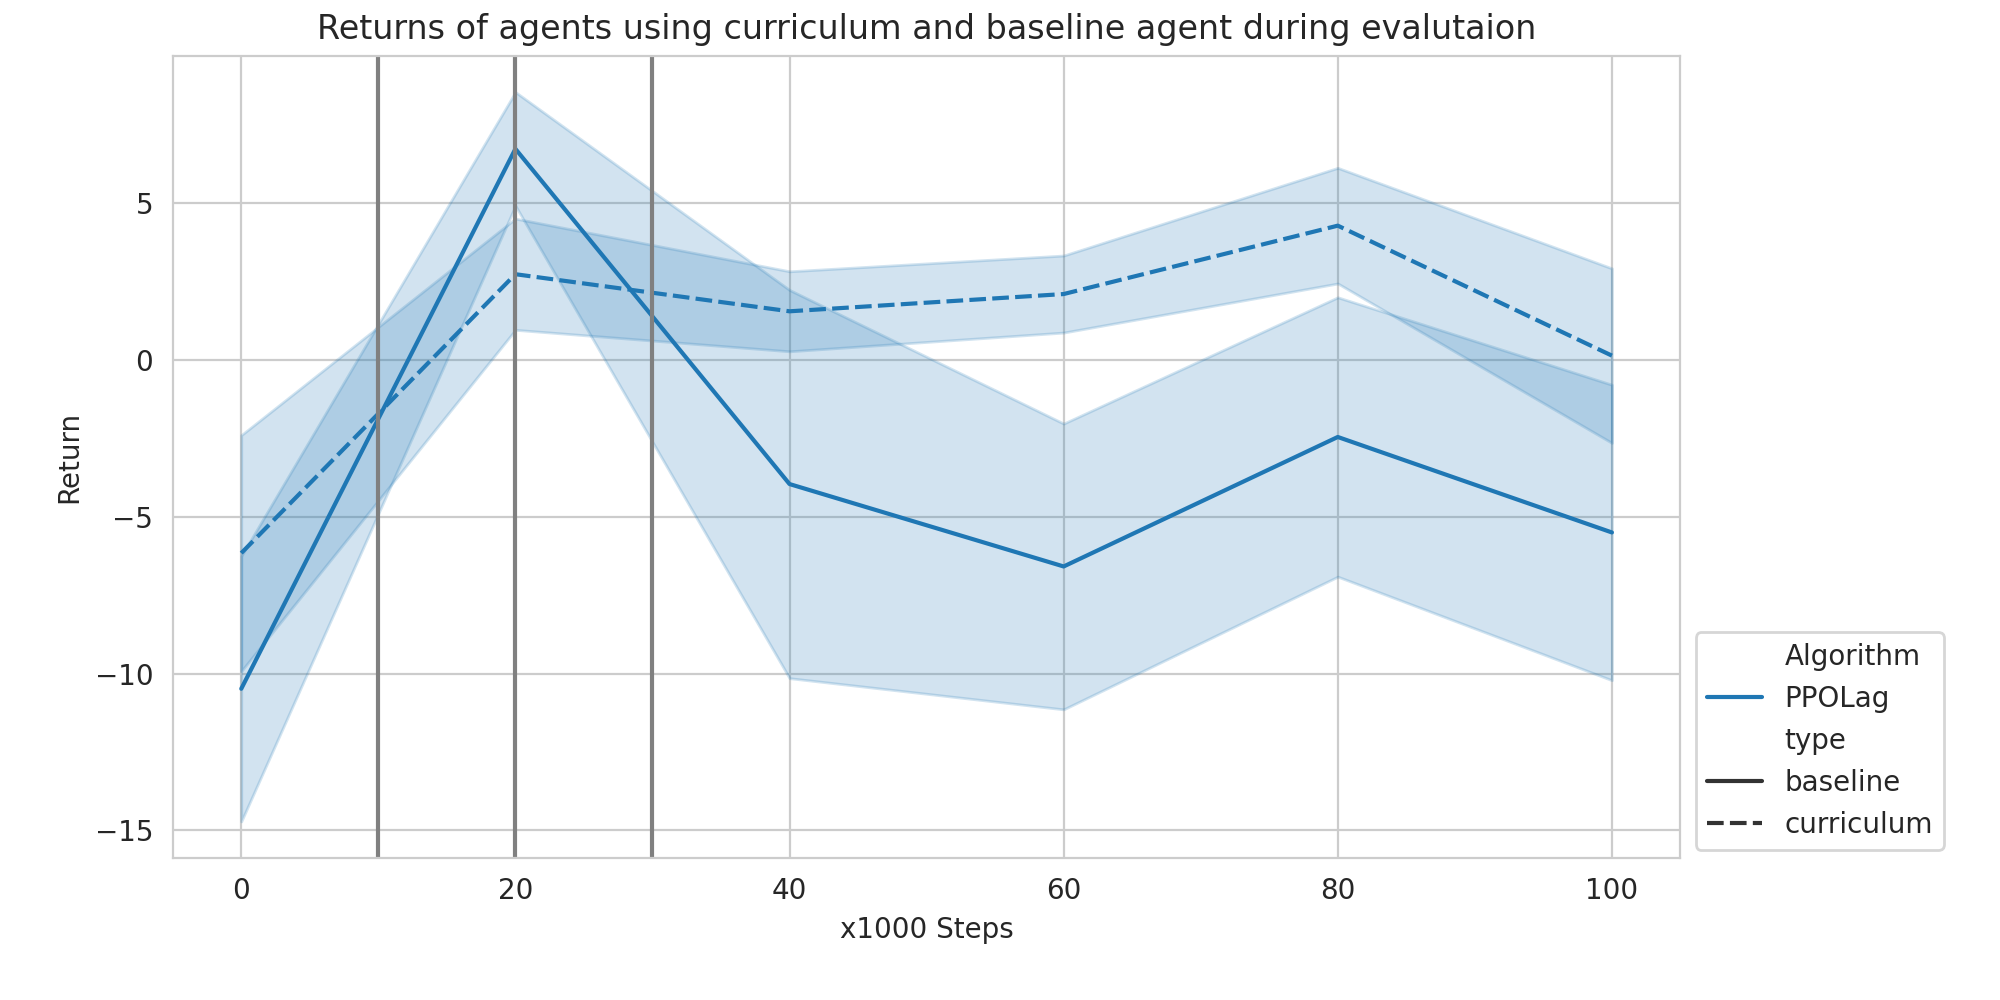 Returns of agents using curriculum and baseline agent during evalutaion
5
0
−5
−10
−15
Return
0 20 40 60 80 100
x1000 Steps
Algorithm
PPOLag
type
baseline
curriculum